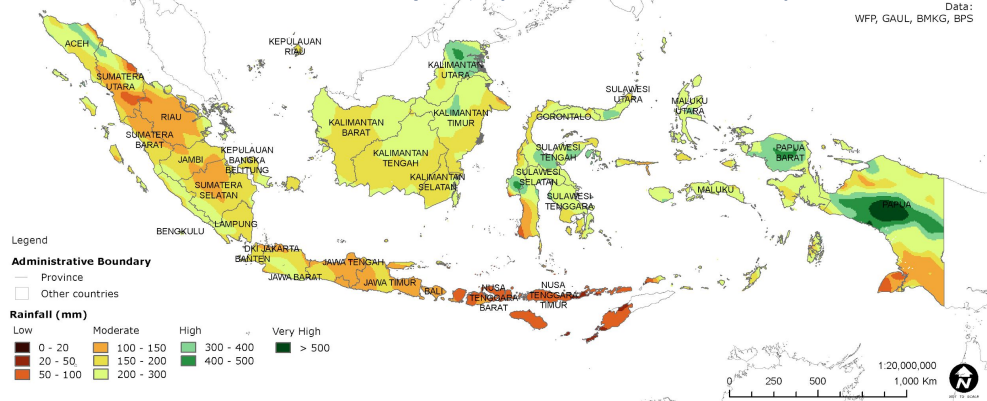 Data:
WFP, GAUL, BMKG, BPS
ACEH
SUMATERA
UTARA
RIAU
SUMATERA
BARAT
JAMBI
KEPULAUAN
BANGKA
BELITUNG
SUMATERA
SELATAN
BENGKULU
LAMPUNG
KEPULAUAN
RIAU
KALIMANTAN
UTARA
KALIMANTAN
BARAT
KALIMANTAN
TIMUR
KALIMANTAN
TENGAH
KALIMANTAN
SELATAN
SULAWESI
UTARA
GORONTALO
SULAWESI
TENGAH
SULAWESI
SELATAN
SULAWESI
TENGGARA
MALUKU
UTARA
MALUKU
PAPUA
BARAT
PAPUA
DKI JAKARTA
BANTEN
JAWA BARAT
JAWA TENGAH
JAWA TIMUR
BALI
NUSA
TENGGARA
BARAT
NUSA
TENGGARA
TIMUR
Legend
Administrative Boundary
Province
Other countries
Rainfall (mm)
Low
0 - 20
20 - 50
50 - 100
Moderate
100 - 150
150 - 200
200 - 300
High
300 - 400
400 - 500
Very High
> 500
1:20,000,000
0 250 500 1,000 Km
N
NOT TO SCALE